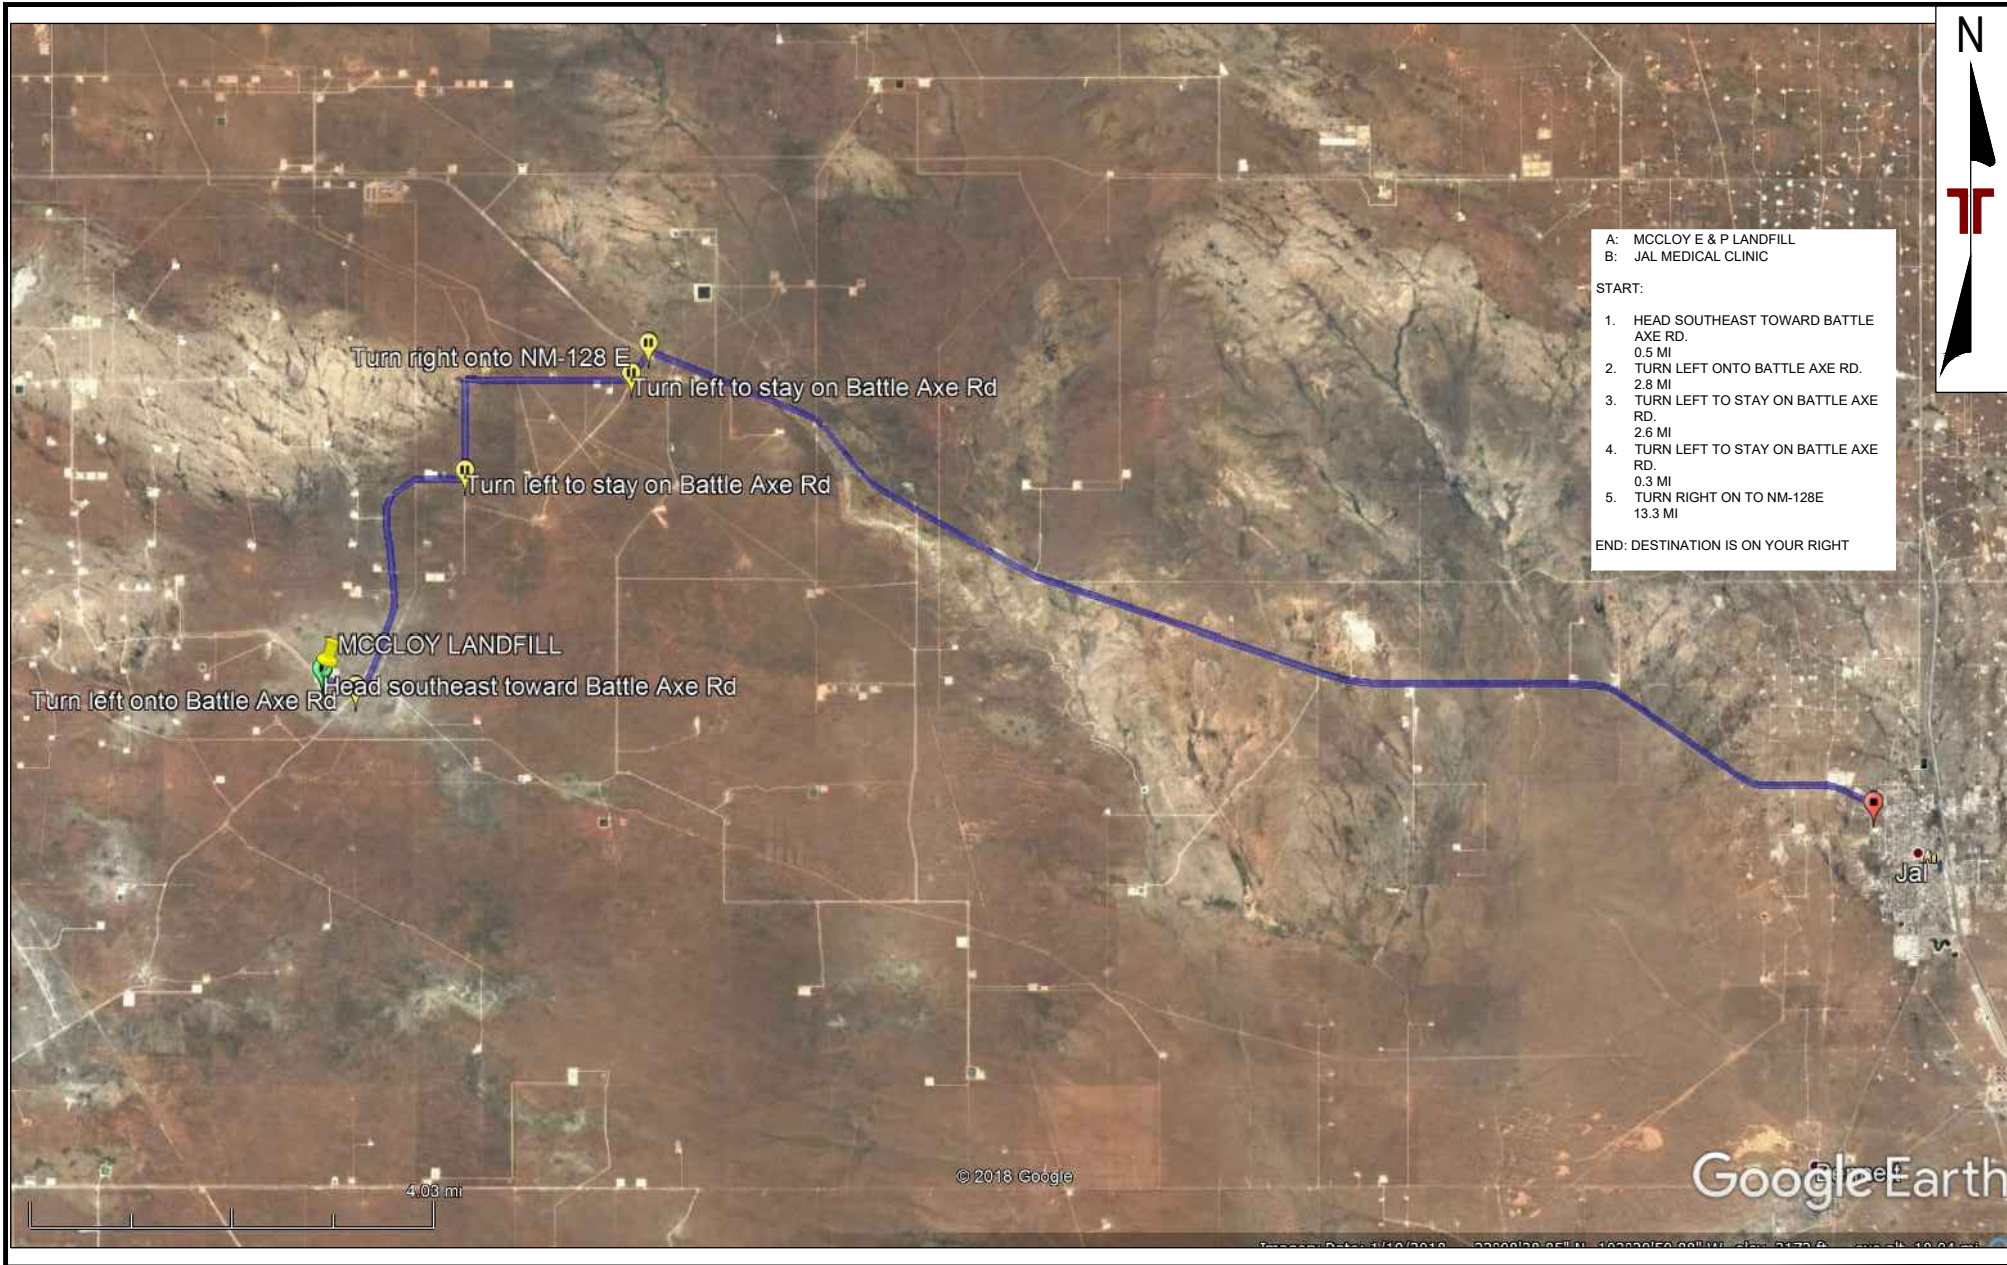 N
A: MCCLOY E & P LANDFILL
B: JAL MEDICAL CLINIC
START:
1. HEAD SOUTHEAST TOWARD BATTLE
AXE RD.
0.5 MI
2. TURN LEFT ONTO BATTLE AXE RD.
2.8 MI
3. TURN LEFT TO STAY ON BATTLE AXE
RD.
2.6 MI
4. TURN LEFT TO STAY ON BATTLE AXE
RD.
0.3 MI
5. TURN RIGHT ON TO NM-128E
13.3 MI
END: DESTINATION IS ON YOUR RIGHT
Turn right onto NM-128 E
Turn left to stay on Battle Axe Rd
Turn left to stay on Battle Axe Rd
MCCLOY LANDFILL
Head southeast toward Battle Axe Rd
Turn left onto Battle Axe Rd
Jal
© 2018 Google
Google Earth
4.03 mi